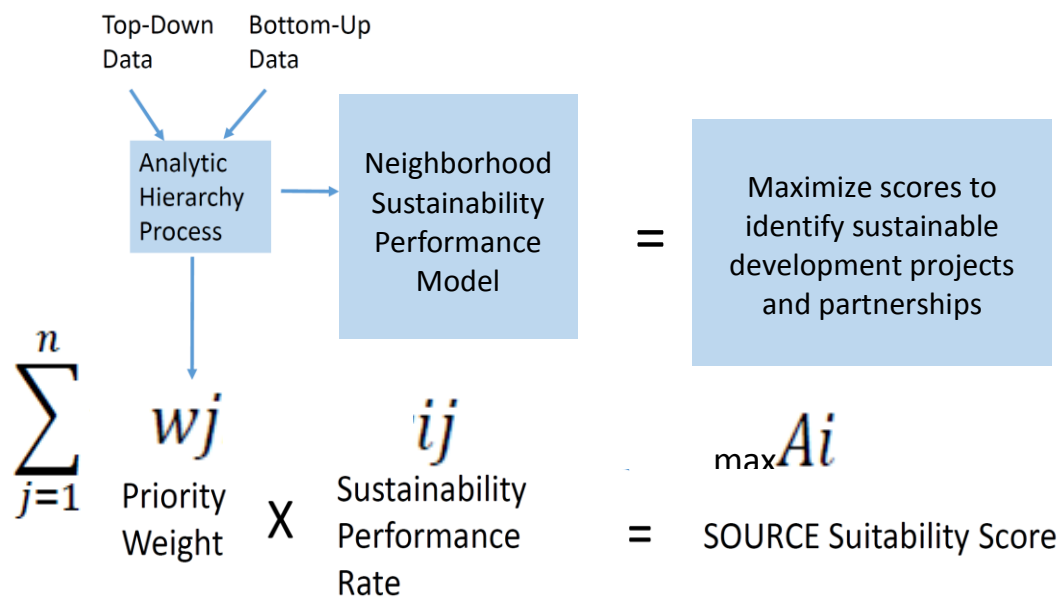 Top-Down
Data
Bottom-Up
Data
Analytic
Hierarchy
Process
Neighborhood
Sustainability
Performance
Model
=
Maximize scores to
identify sustainable
development projects
and partnerships
n
∑
j=1
wj
ij
maxAi
Priority
Weight
X
Sustainability
Performance
Rate
=
SOURCE Suitability Score